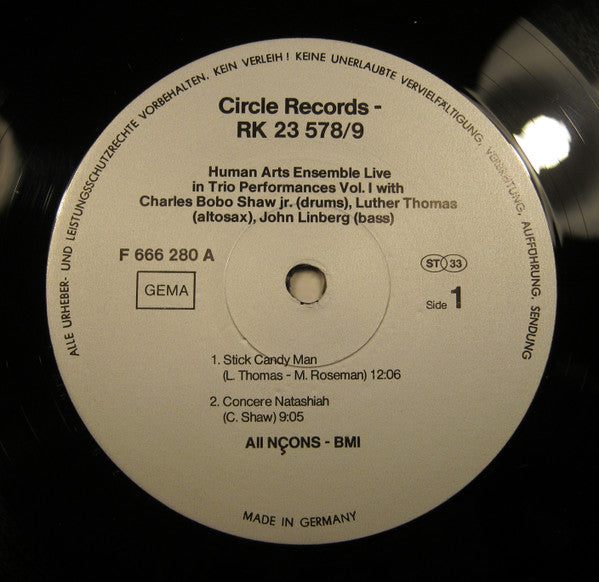 ALLE URHEBER- UND LEISTUNGSSCHUTZRECHTE VORBEHALTEN. KEIN VERLEIH! KEINE UNERLAUBTE VERVIELFÄLTIGUNG, VERMIETUNG, AUFFÜHRUNG, SENDUNG
Circle Records -
RK 23 578/9
Human Arts Ensemble Live
in Trio Performances Vol. I with
Charles Bobo Shaw jr. (drums), Luther Thomas
(altosax), John Linberg (bass)
F 666 280 A
GEMA
ST 33
Side 1
1. Stick Candy Man
(L. Thomas - M. Roseman) 12:06
2. Concere Natashiah
(C. Shaw) 9:05
All NÇONS - BMI
MADE IN GERMANY